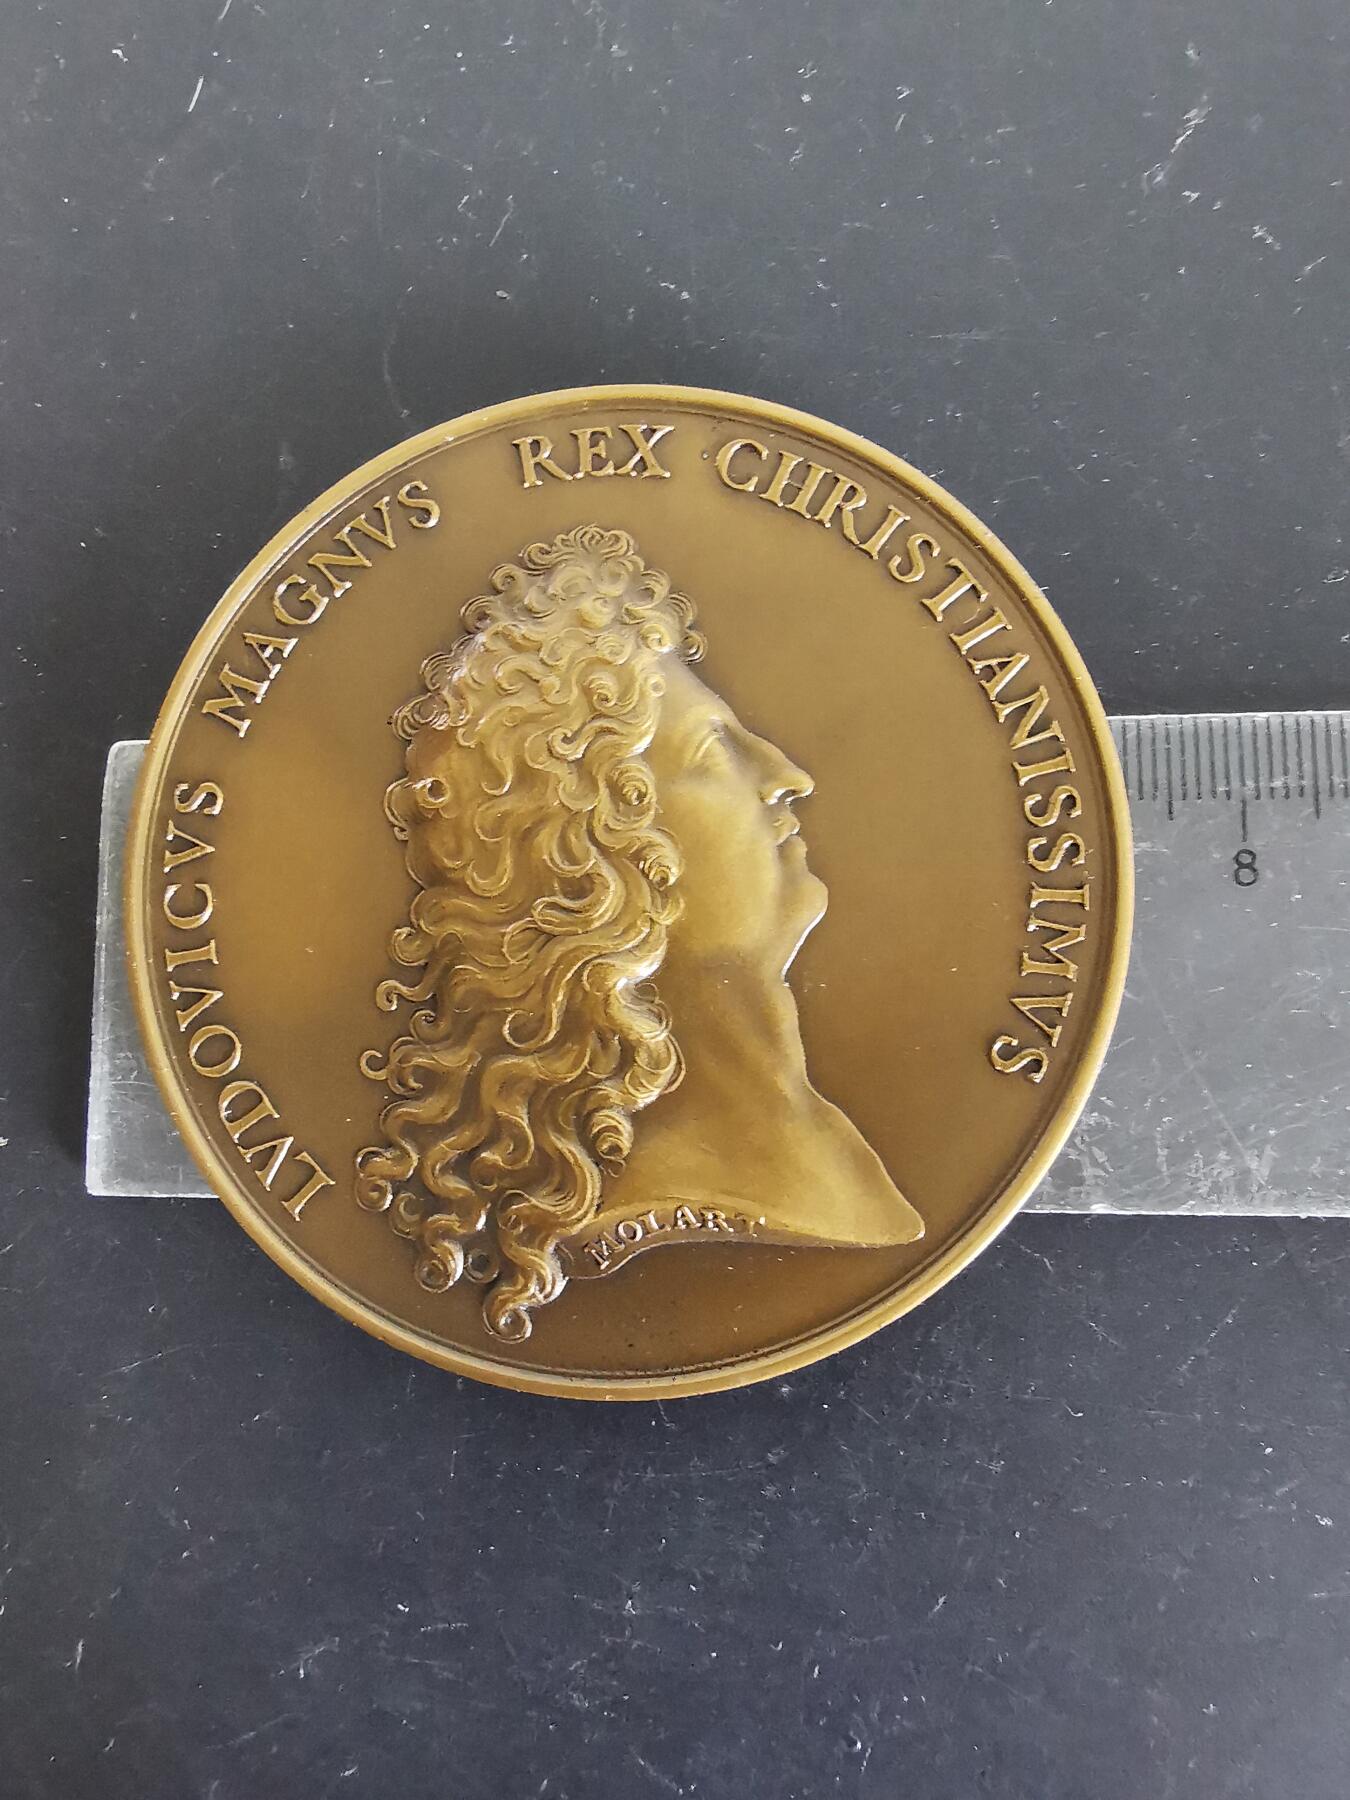 LVDOVICVS MAGNVS REX CHRISTIANISSIMVS
MOLART
8